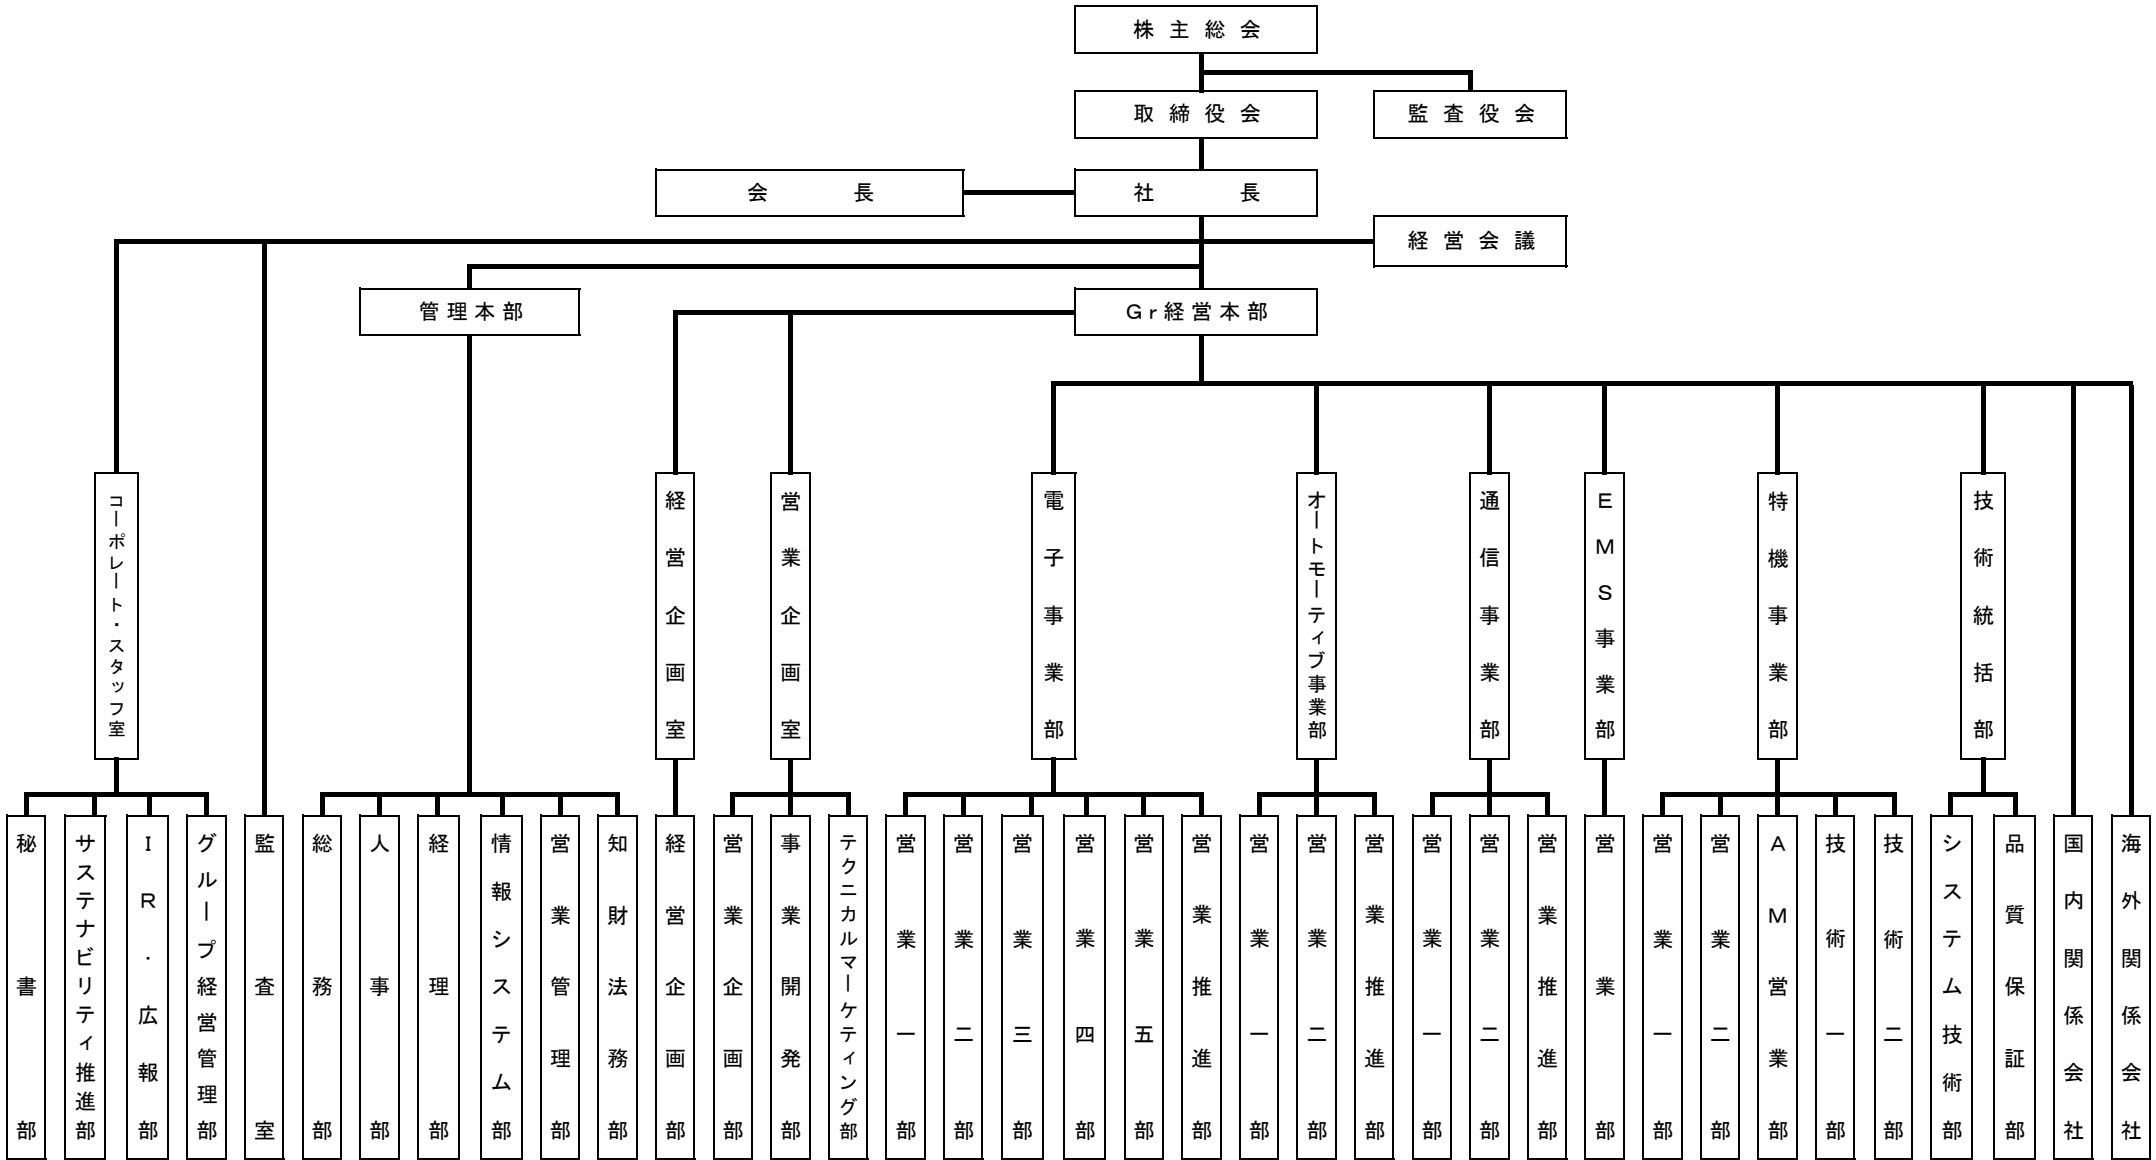 株主総会
取締役会
監査役会
会長
社長
経営会議
管理本部
Gr経営本部
コーポレート・スタッフ室
経営企画室
営業企画室
電子事業部
オートモーティブ事業部
通信事業部
EMS事業部
特機事業部
技術統括部
秘書部
サステナビリティ推進部
IR・広報部
グループ経営管理部
監査室
総務部
人事部
経理部
情報システム部
営業管理部
知財法務部
経営企画部
営業企画部
事業開発部
テクニカルマーケティング部
営業一部
営業二部
営業三部
営業四部
営業五部
営業推進部
営業一部
営業二部
営業推進部
営業一部
営業二部
営業推進部
営業部
営業一部
営業二部
AM営業部
技術一部
技術二部
システム技術部
品質保証部
国内関係会社
海外関係会社